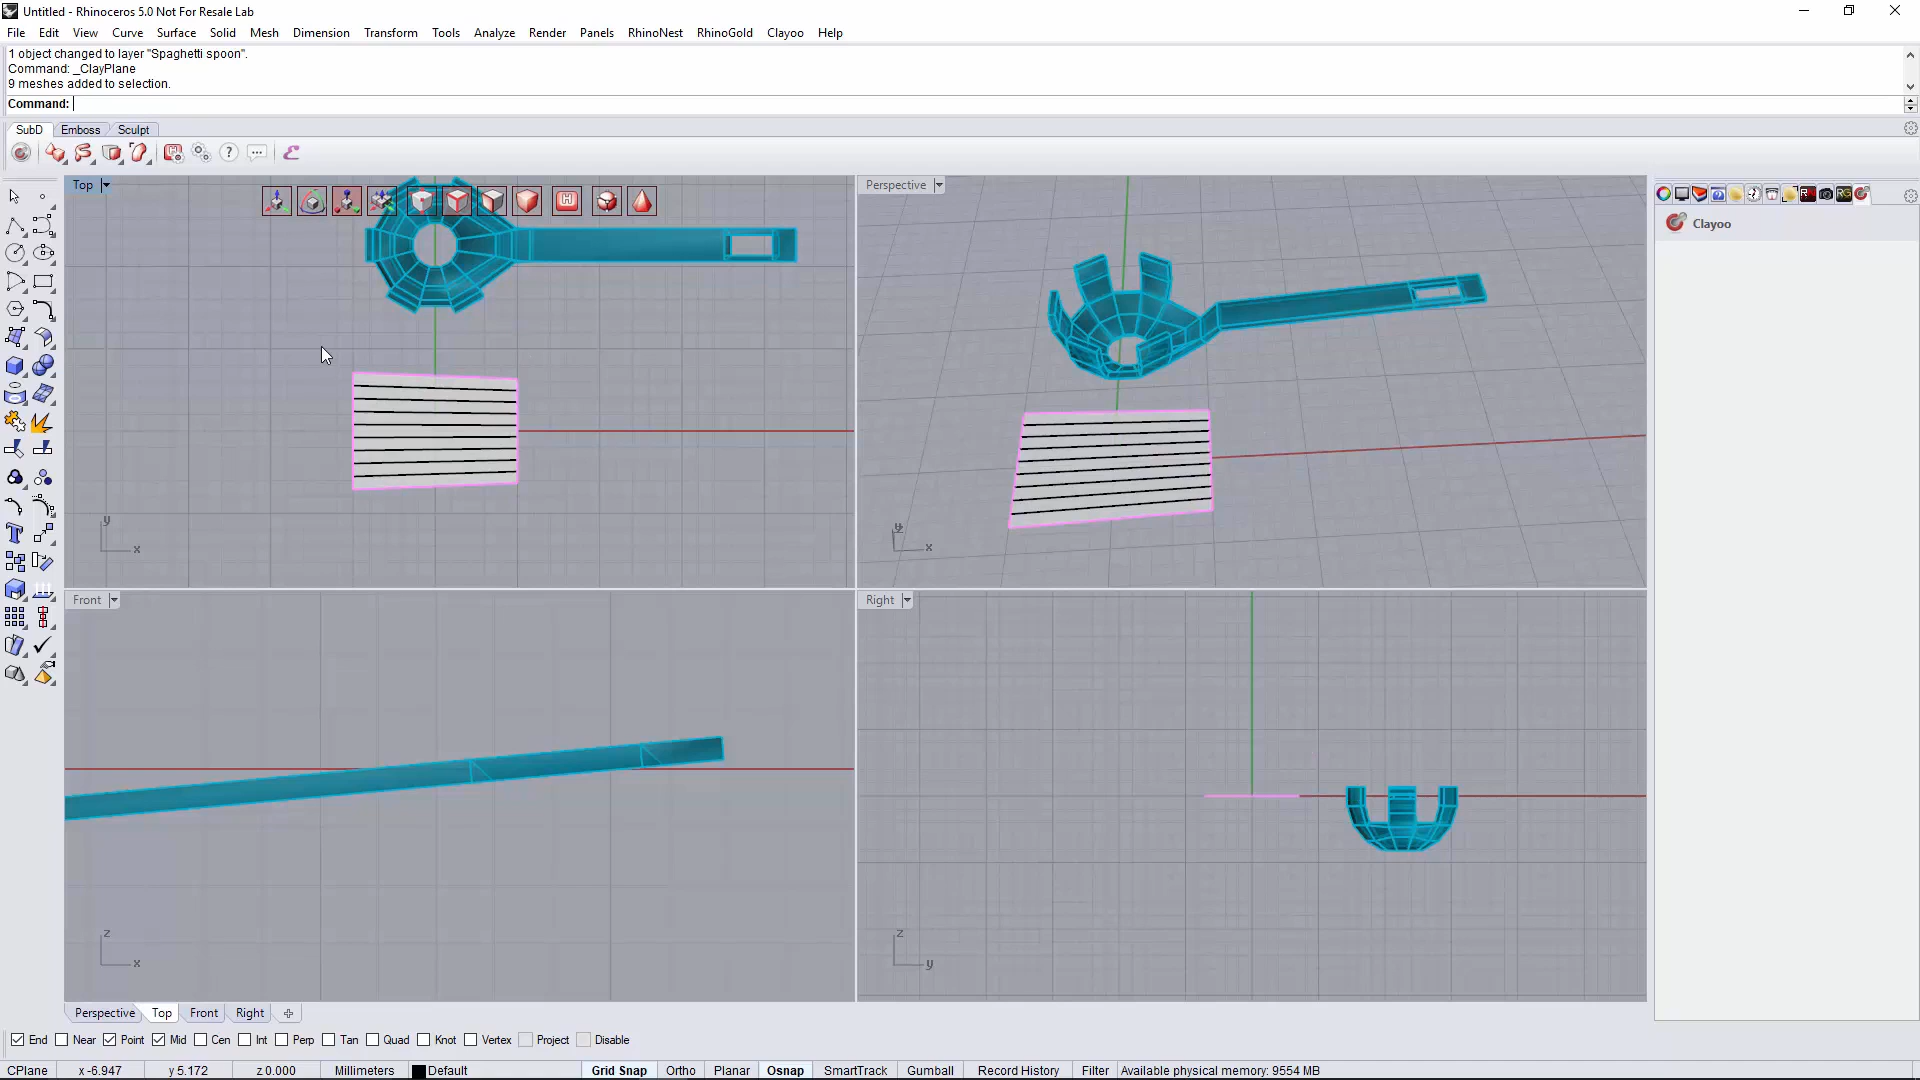 Untitled - Rhinoceros 5.0 Not For Resale Lab
File Edit View Curve Surface Solid Mesh Dimension Transform Tools Analyze Render Panels RhinoNest RhinoGold Clayoo Help
1 object changed to layer "Spaghetti spoon".
Command: _ClayPlane
9 meshes added to selection.
Command:
SubD Emboss Sculpt
Top
Perspective
Clayoo
y
x
x
Front
Right
z
x
z
y
Perspective Top Front Right
End Near Point Mid Cen Int Perp Tan Quad Knot Vertex Project Disable
CPlane x -6.947 y 5.172 z 0.000 Millimeters Default Grid Snap Ortho Planar Osnap SmartTrack Gumball Record History Filter Available physical memory: 9554 MB